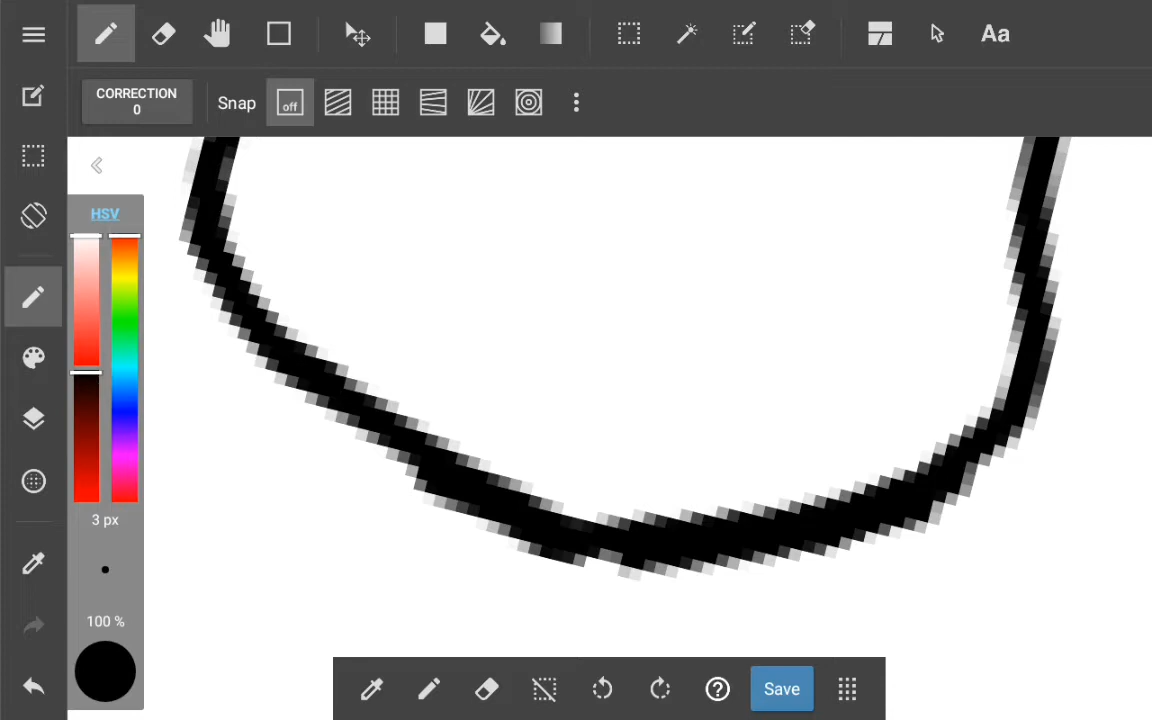 Aa
CORRECTION
0
Snap
off
HSV
3 px
100 %
Save